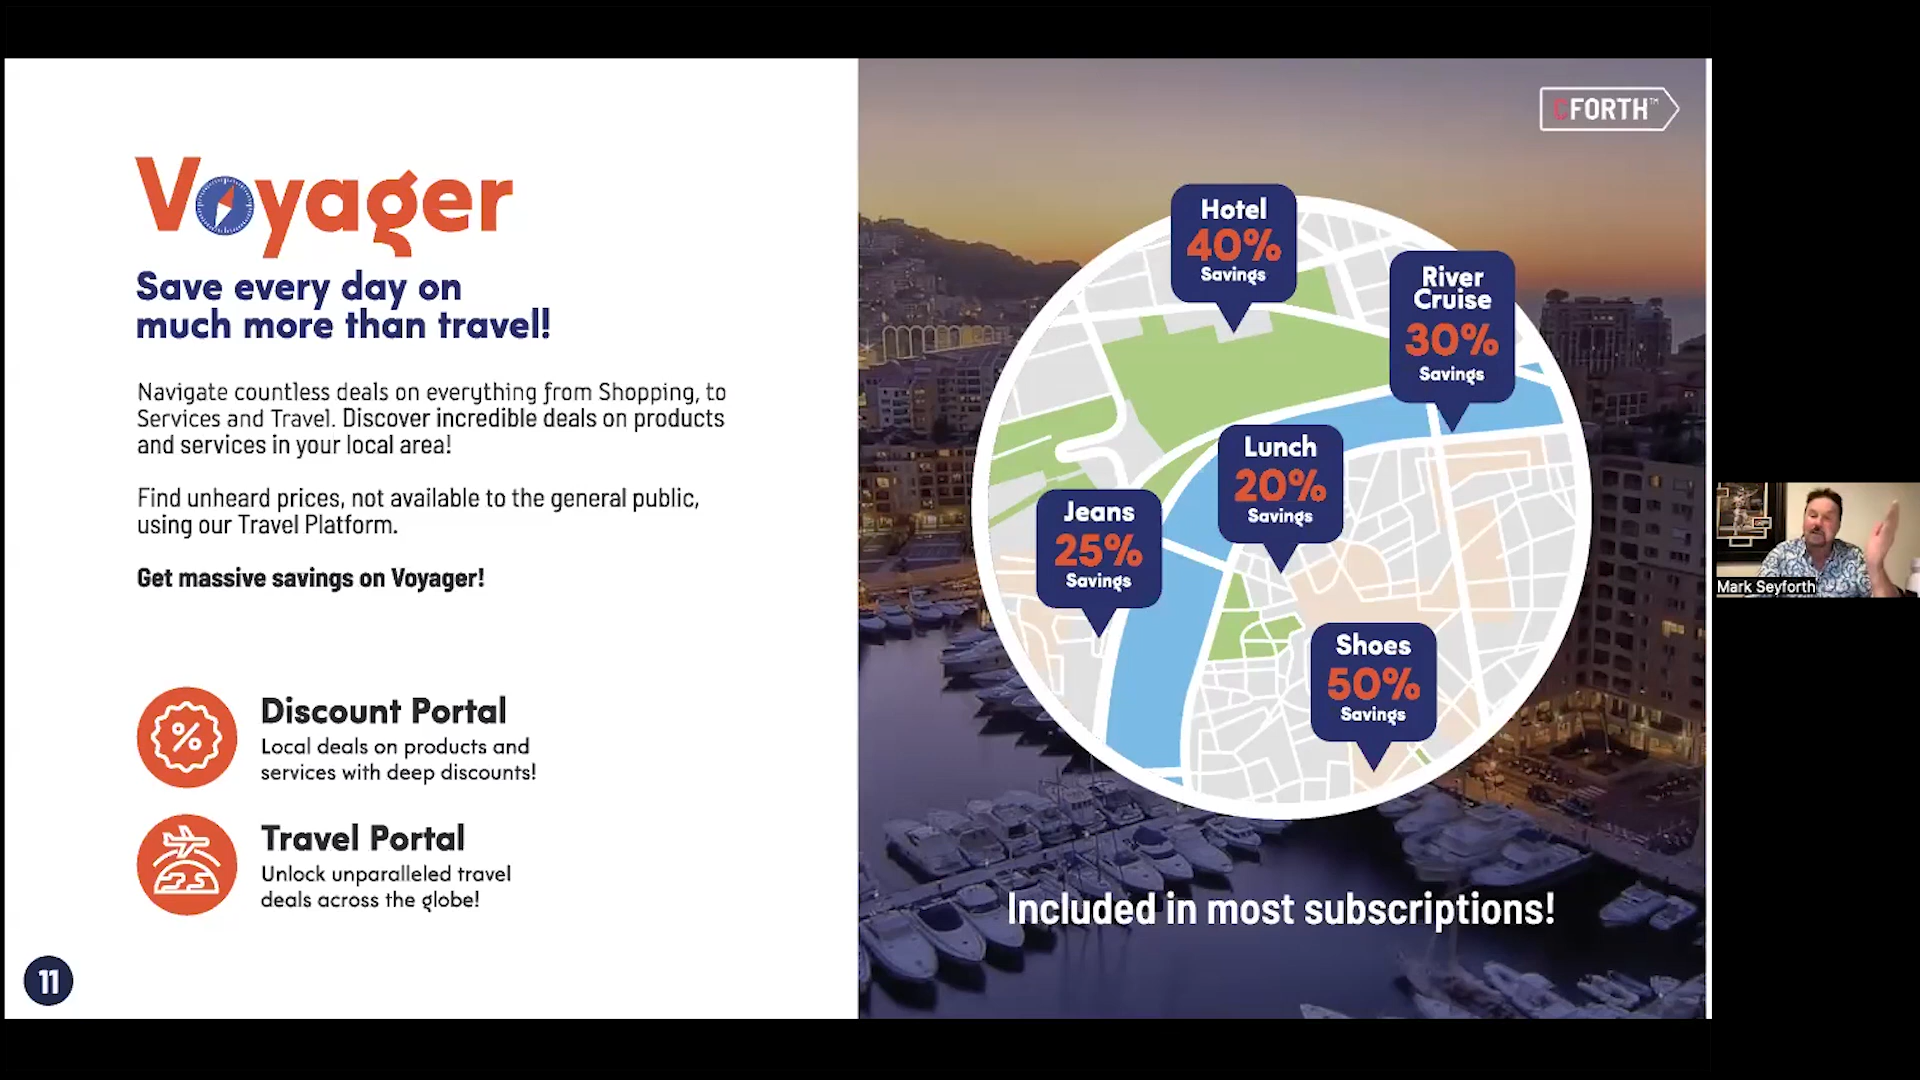 Voyager
Save every day on
much more than travel!
Navigate countless deals on everything from Shopping, to
Services and Travel. Discover incredible deals on products
and services in your local area!
Find unheard prices, not available to the general public,
using our Travel Platform.
Get massive savings on Voyager!
%
Discount Portal
Local deals on products and
services with deep discounts!
Travel Portal
Unlock unparalleled travel
deals across the globe!
11
CFORTH™
Hotel
40%
Savings
River
Cruise
30%
Savings
Lunch
20%
Savings
Jeans
25%
Savings
Shoes
50%
Savings
Included in most subscriptions!
Mark Seyforth